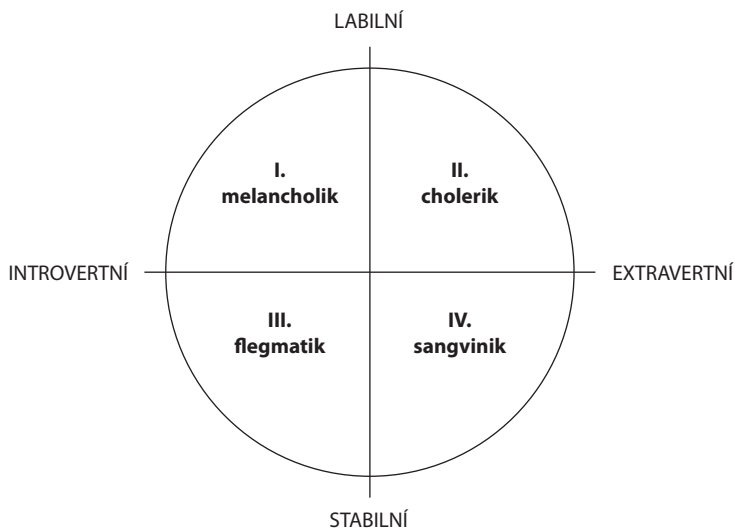 LABILNÍ
I.
melancholik
II.
cholerik
INTROVERTNÍ
EXTRAVERTNÍ
III.
flegmatik
IV.
sangvinik
STABILNÍ